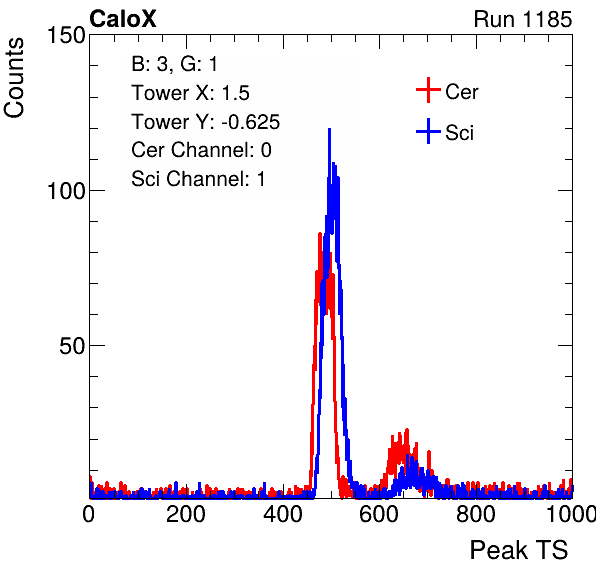 CaloX Run 1185
Counts
150
100
50
B: 3, G: 1
Tower X: 1.5
Tower Y: -0.625
Cer Channel: 0
Sci Channel: 1
Cer
Sci
0 200 400 600 800 1000
Peak TS